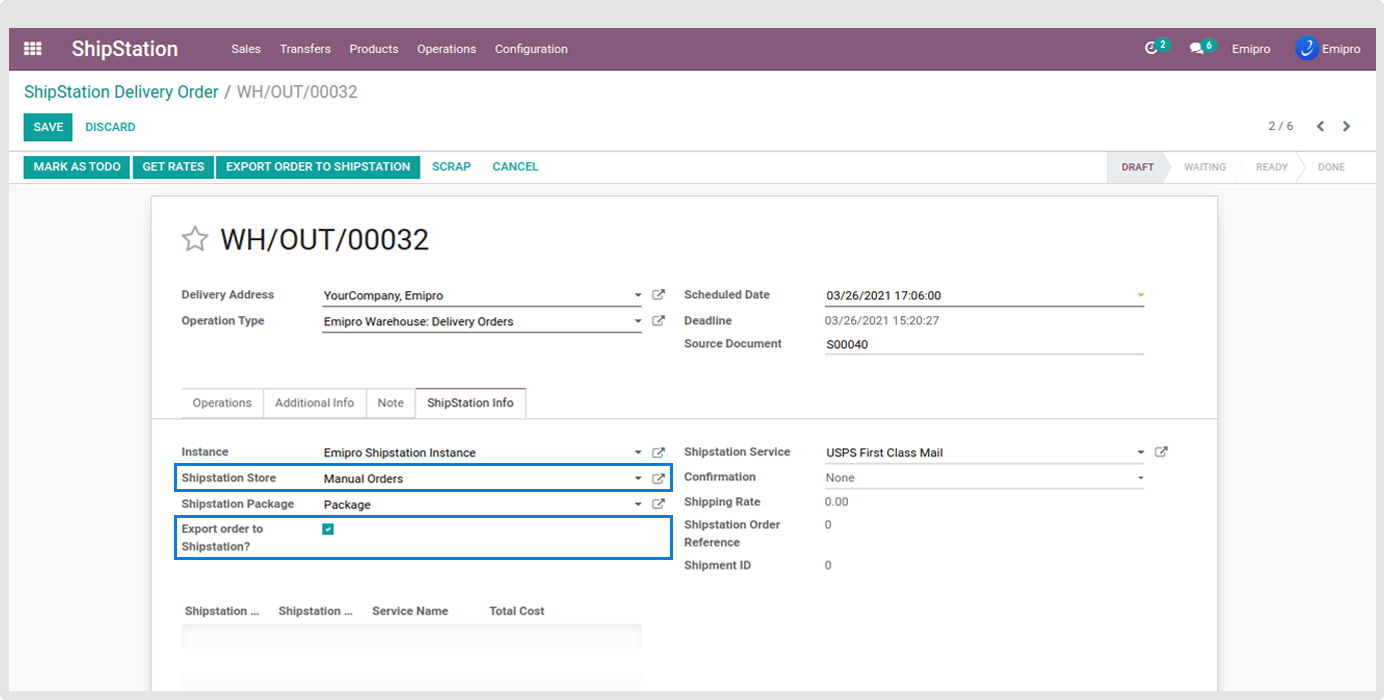 ShipStation Sales Transfers Products Operations Configuration 2 6 Emipro Emipro
ShipStation Delivery Order / WH/OUT/00032
SAVE DISCARD 2 / 6
MARK AS TODO GET RATES EXPORT ORDER TO SHIPSTATION SCRAP CANCEL DRAFT WAITING READY DONE
WH/OUT/00032
Delivery Address YourCompany, Emipro
Operation Type Emipro Warehouse: Delivery Orders
Scheduled Date 03/26/2021 17:06:00
Deadline 03/26/2021 15:20:27
Source Document S00040
Operations Additional Info Note ShipStation Info
Instance Emipro Shipstation Instance
Shipstation Store Manual Orders
Shipstation Package Package
Export order to
Shipstation?
Shipstation Service USPS First Class Mail
Confirmation None
Shipping Rate 0.00
Shipstation Order 0
Reference
Shipment ID 0
Shipstation ... Shipstation ... Service Name Total Cost